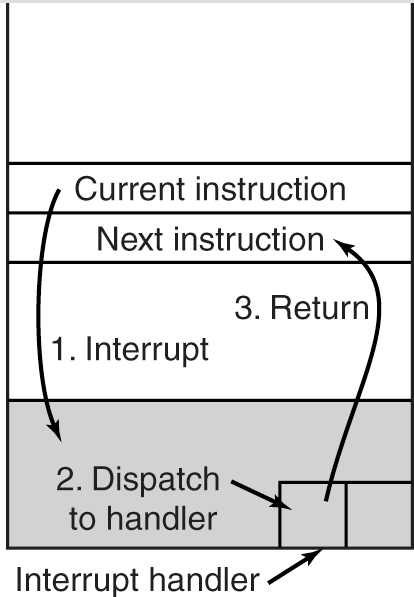 Current instruction
Next instruction
3. Return
1. Interrupt
2. Dispatch
to handler
Interrupt handler